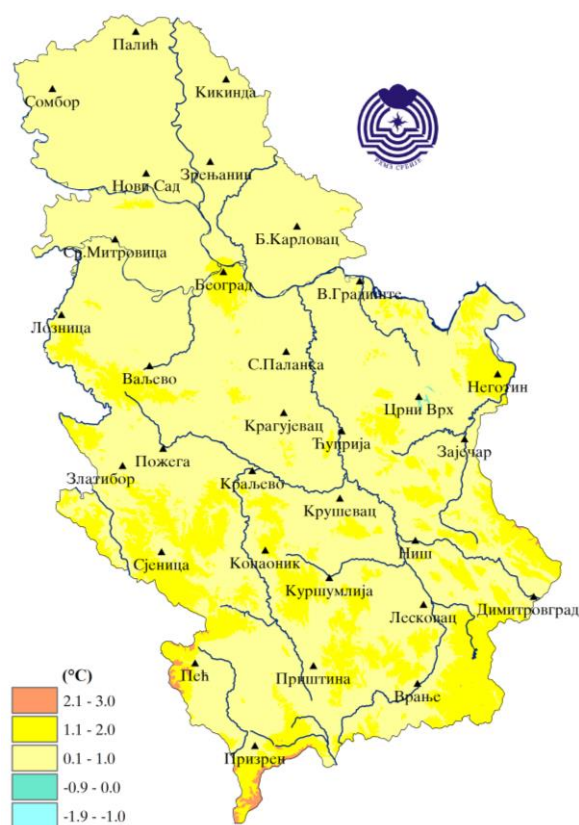 Палић
Кикинда
Сомбор
Зрењанин
Нови Сад
Б.Карловац
Ср.Митровица
Београд
В.Градиште
Лозница
С.Паланка
Ваљево
Неготин
Црни Врх
Крагујевац
Ћуприја
Зајечар
Пожега
Златибор
Краљево
Крушевац
Ниш
Сјеница
Копаоник
Куршумлија
Димитровград
Лесковац
Пећ
Приштина
Врање
Призрен
(°C)
2.1 - 3.0
1.1 - 2.0
0.1 - 1.0
-0.9 - 0.0
-1.9 - -1.0
РХМЗ СРБИЈЕ